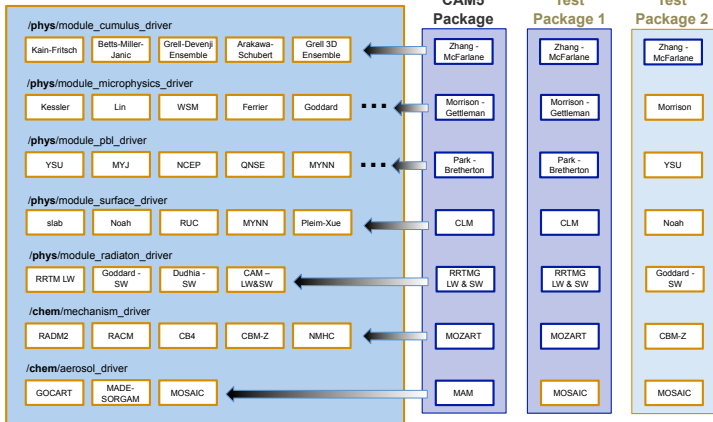 CAM5
Package
Test
Package 1
Test
Package 2
/phys/module_cumulus_driver
Kain-Fritsch
Betts-Miller-
Janic
Grell-Devenji
Ensemble
Arakawa-
Schubert
Grell 3D
Ensemble
Zhang -
McFarlane
Zhang -
McFarlane
Zhang -
McFarlane
/phys/module_microphysics_driver
Kessler
Lin
WSM
Ferrier
Goddard
...
Morrison -
Gettleman
Morrison -
Gettleman
Morrison
/phys/module_pbl_driver
YSU
MYJ
NCEP
QNSE
MYNN
...
Park -
Bretherton
Park -
Bretherton
YSU
/phys/module_surface_driver
slab
Noah
RUC
MYNN
Pleim-Xue
CLM
CLM
Noah
/phys/module_radiaton_driver
RRTM LW
Goddard -
SW
Dudhia -
SW
CAM –
LW&SW
RRTMG
LW & SW
RRTMG
LW & SW
Goddard -
SW
/chem/mechanism_driver
RADM2
RACM
CB4
CBM-Z
NMHC
MOZART
MOZART
CBM-Z
/chem/aerosol_driver
GOCART
MADE-
SORGAM
MOSAIC
MAM
MOSAIC
MOSAIC